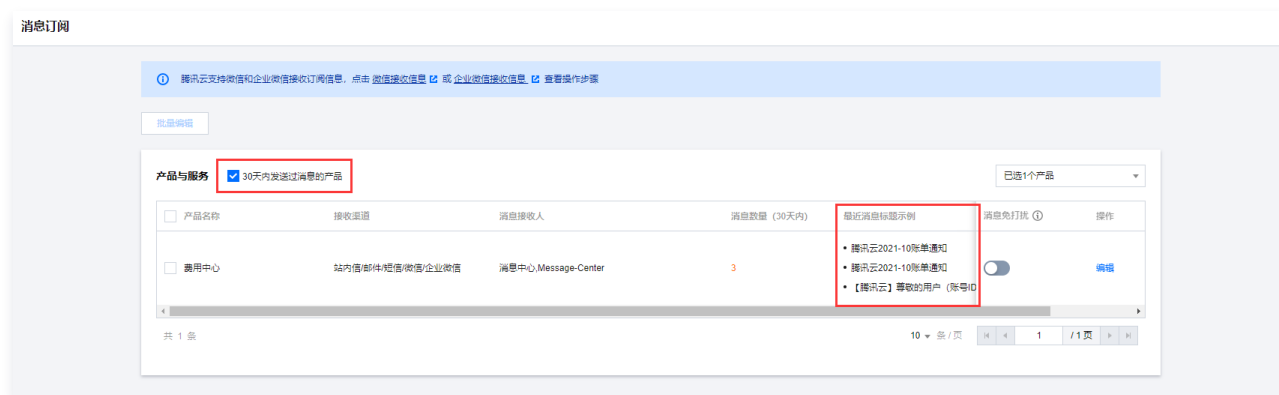 消息订阅
腾讯云支持微信和企业微信接收订阅信息，点击 微信接收信息 或 企业微信接收信息 查看操作步骤
批量编辑
产品与服务 30天内发送过消息的产品 已选1个产品
产品名称 接收渠道 消息接收人 消息数量（30天内） 最近消息标题示例 消息免打扰 操作
• 腾讯云2021-10账单通知
费用中心 站内信/邮件/短信/微信/企业微信 消息中心,Message-Center 3 • 腾讯云2021-10账单通知 编辑
• 【腾讯云】尊敬的用户（账号ID
共 1 条 10 条/页 1 /1页